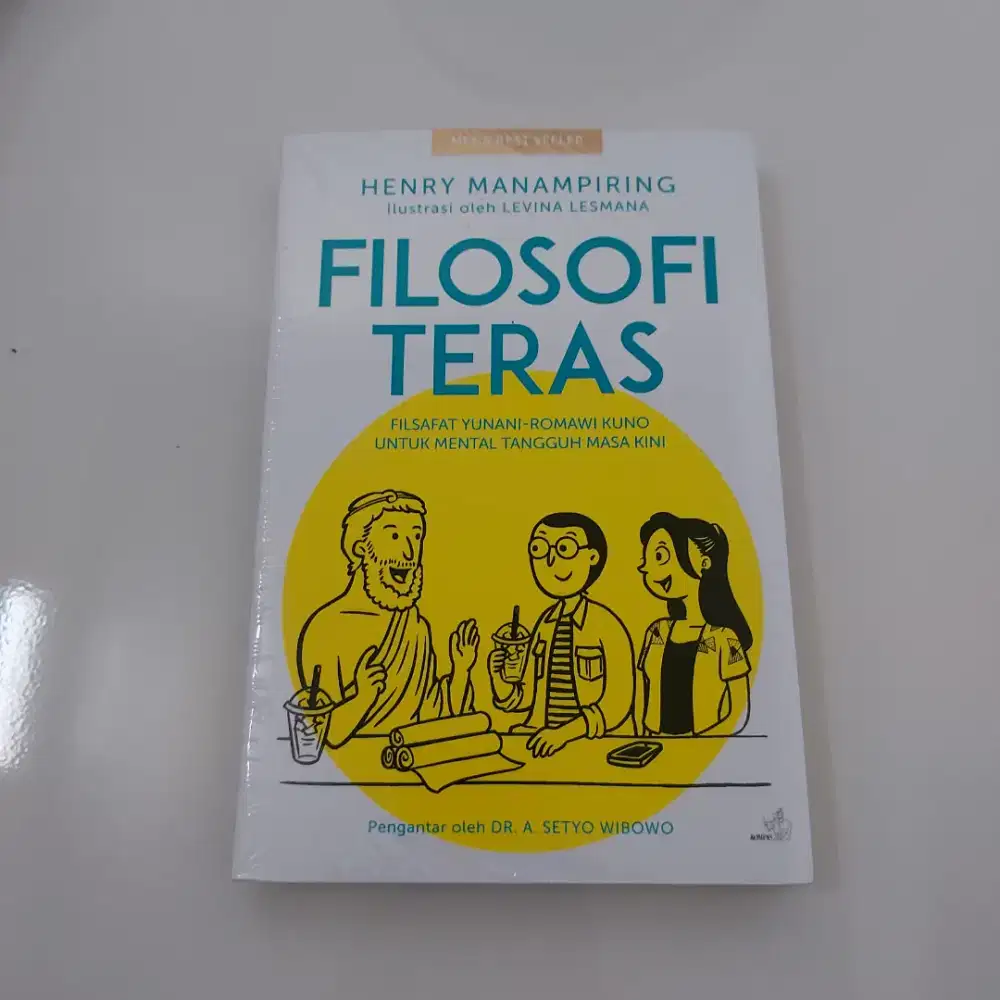 HENRY MANAMPIRING
ilustrasi oleh LEVINA LESMANA
FILOSOFI
TERAS
FILSAFAT YUNANI-ROMAWI KUNO
UNTUK MENTAL TANGGUH MASA KINI
Pengantar oleh DR. A. SETYO WIBOWO